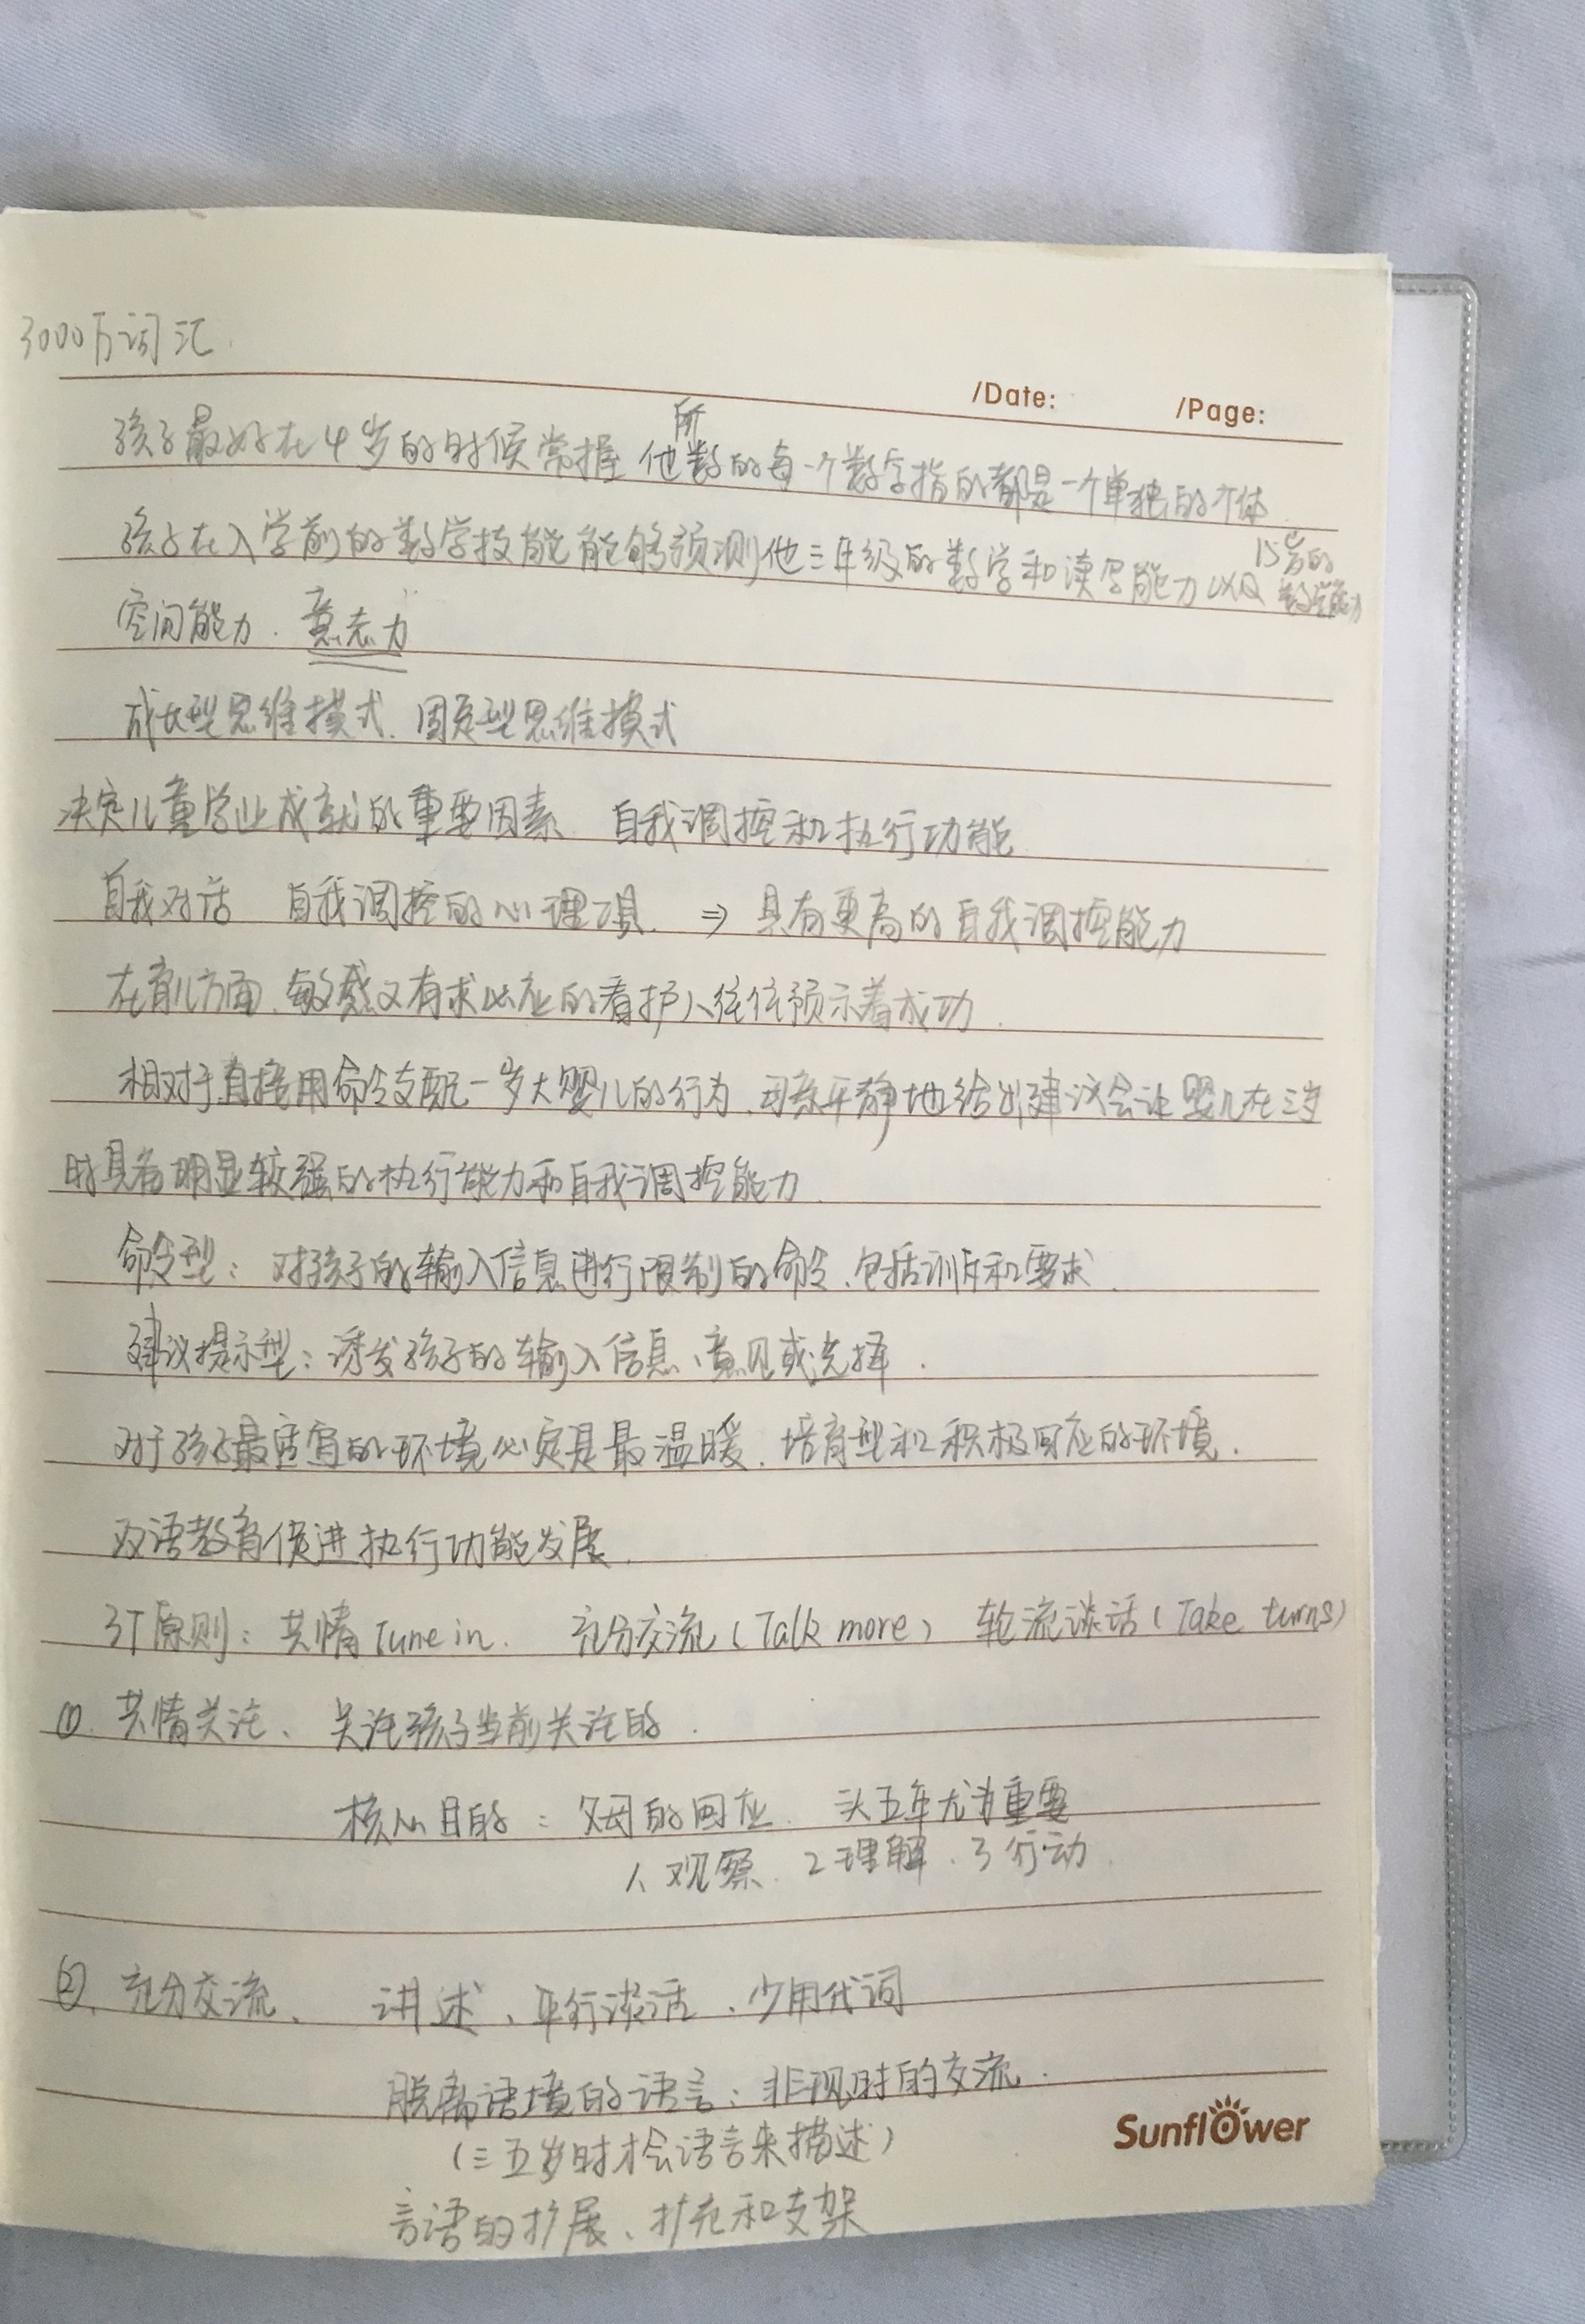 3000万词汇.
/Date: /Page:
孩子最好在4岁的时候掌握他所数的每一个数字指的都是一个单独的个体
孩子在入学前的数学技能能够预测他三年级的数学和读写能力以及15岁的数学能力
空间能力. 意志力
成长型思维模式、固定型思维模式
决定儿童学业成就的重要因素 自我调控和执行功能
自我对话 自我调控的心理工具. ⇒ 具有更高的自我调控能力
在育儿方面、敏感又有求必应的看护人往往预示着成功.
相对于直接用命令支配一岁大婴儿的行为、母亲平静地给出建议会让婴儿在三岁
时具备明显较强的执行能力和自我调控能力.
命令型: 对孩子的输入信息进行限制的命令、包括训斥和要求.
建议提示型: 诱发孩子的输入信息、意见或选择.
对于孩子最适宜的环境必定是最温暖、培育型和积极回应的环境.
双语教育促进执行功能发展.
3T原则: 共情Tune in. 充分交流(Talk more) 轮流谈话(Take turns)
①. 共情关注、 关注孩子当前关注的.
核心目的: 父母的回应. 头五年尤为重要
1、观察. 2理解. 3行动.
②. 充分交流、 讲述、平行谈话、少用代词
脱离语境的语言: 非现时的交流.
(三五岁时才会语言来描述)
言语的扩展、扩充和支架
Sunflower